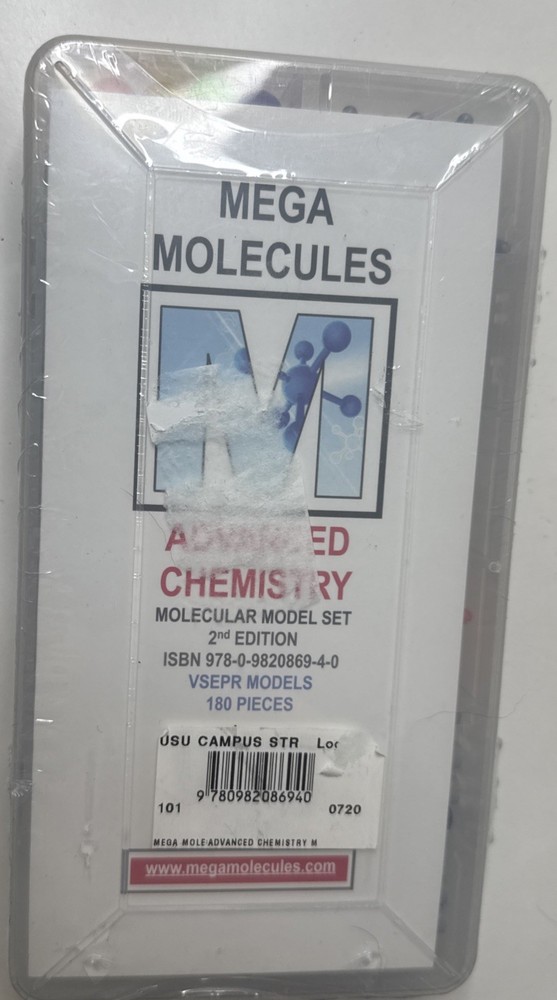 MEGA
MOLECULES
M
ADVANCED
CHEMISTRY
MOLECULAR MODEL SET
2nd EDITION
ISBN 978-0-9820869-4-0
VSEPR MODELS
180 PIECES
USU CAMPUS STR
9 780982 086940
101 0720
MEGA MOLE:ADVANCED CHEMISTRY M
www.megamolecules.com